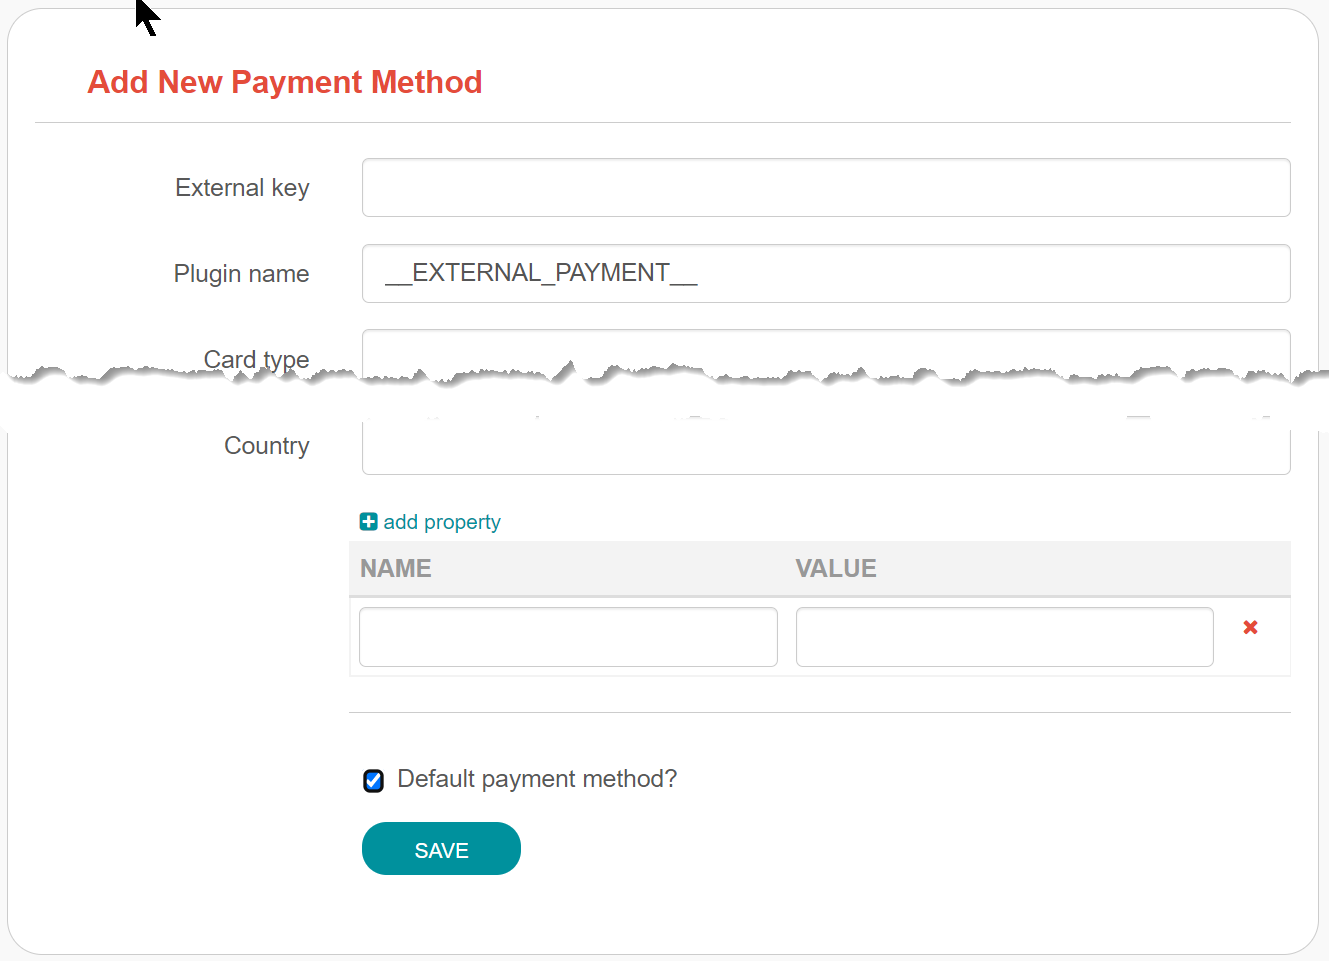 Add New Payment Method
External key
Plugin name
__EXTERNAL_PAYMENT__
Card type
Country
add property
NAME VALUE
Default payment method?
SAVE